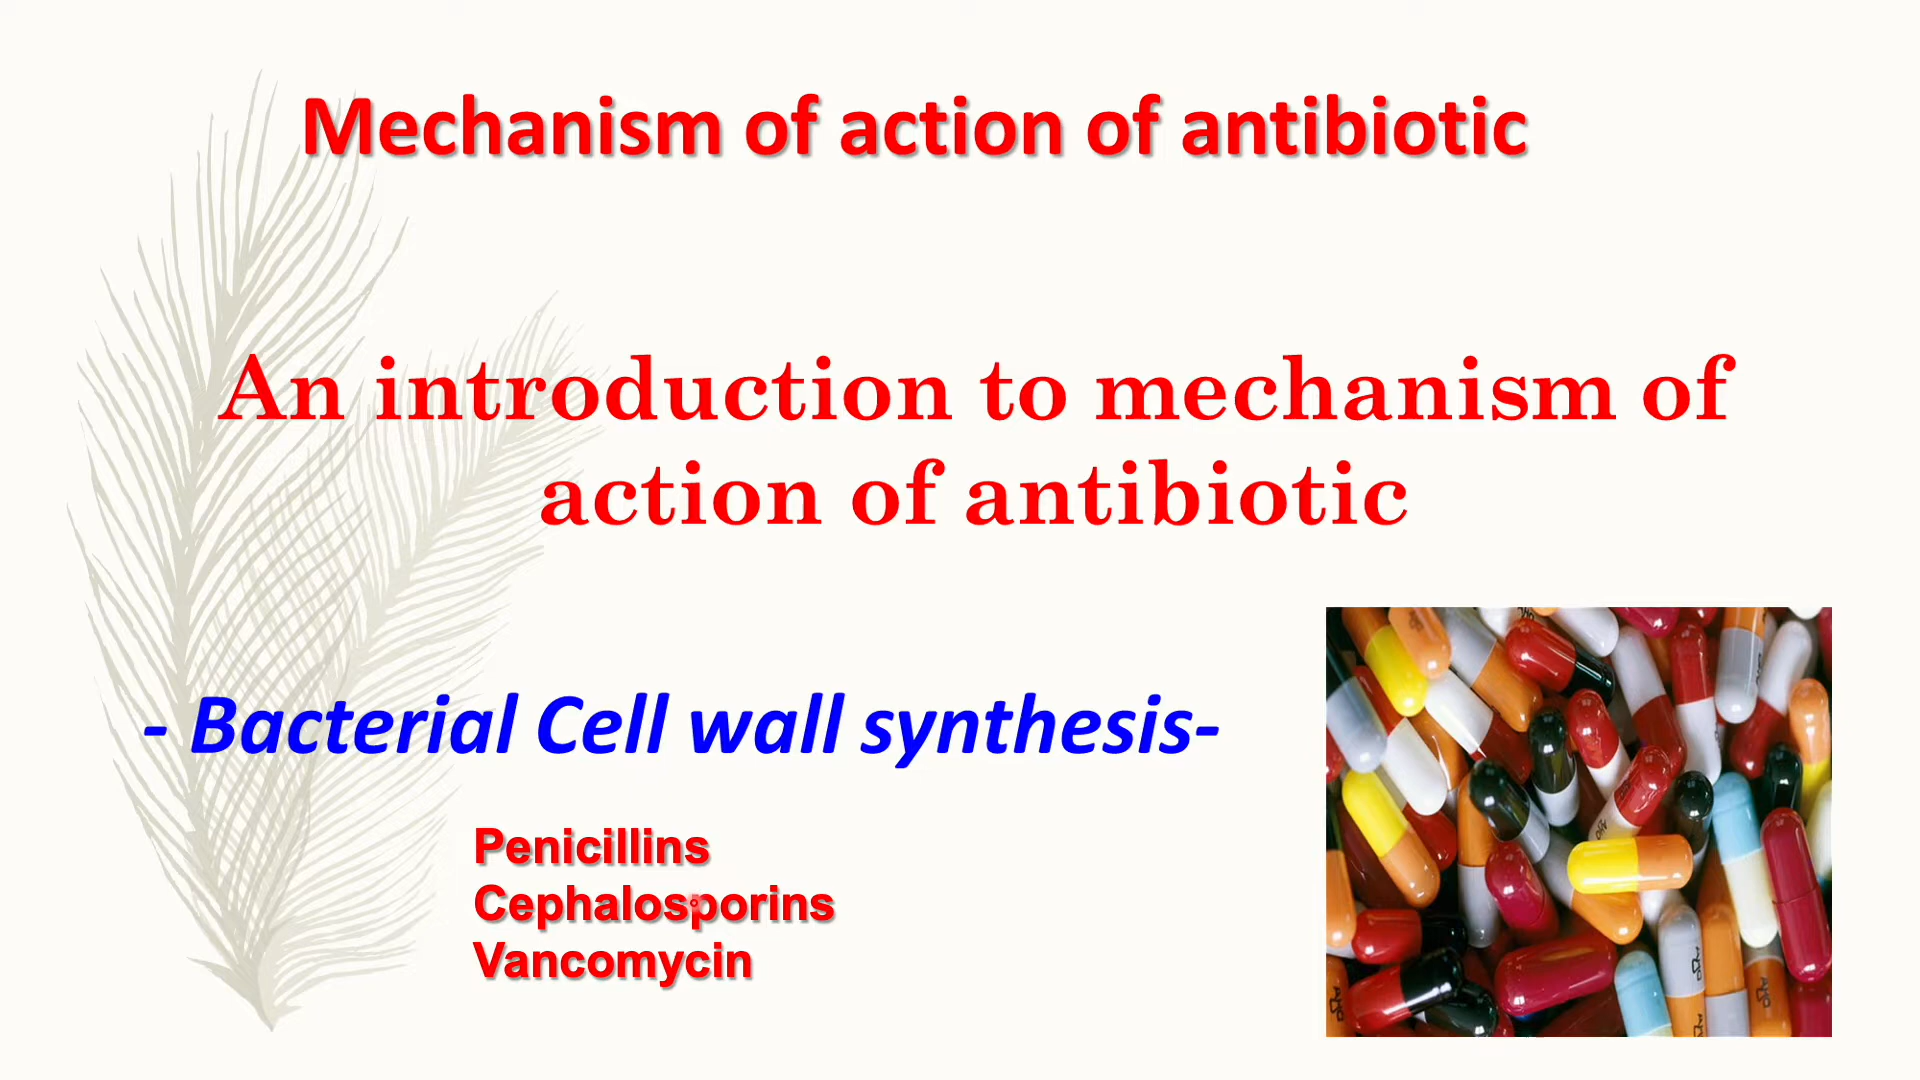 Mechanism of action of antibiotic
An introduction to mechanism of
action of antibiotic
- Bacterial Cell wall synthesis-
Penicillins
Cephalosporins
Vancomycin